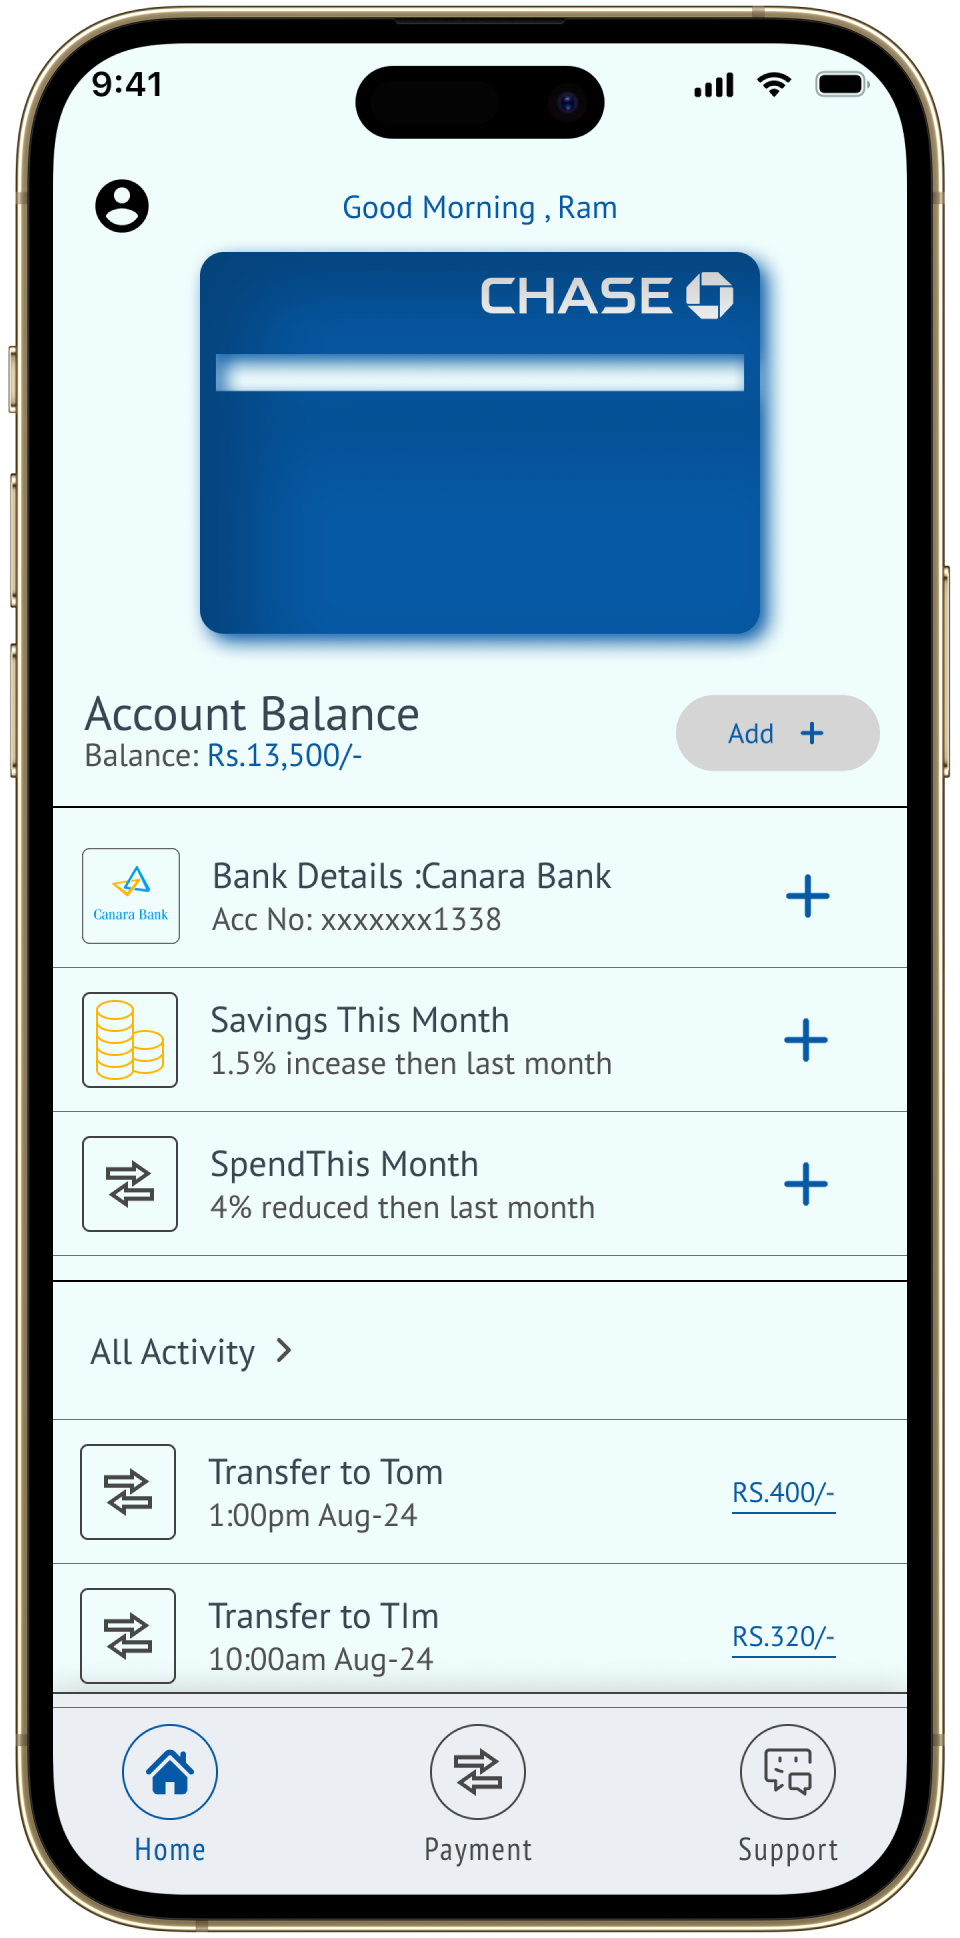 9:41
Good Morning , Ram
CHASE
Account Balance
Balance: Rs.13,500/-
Add +
Canara Bank
Bank Details :Canara Bank
Acc No: xxxxxxx1338
Savings This Month
1.5% incease then last month
SpendThis Month
4% reduced then last month
All Activity >
Transfer to Tom
1:00pm Aug-24
RS.400/-
Transfer to TIm
10:00am Aug-24
RS.320/-
Home
Payment
Support